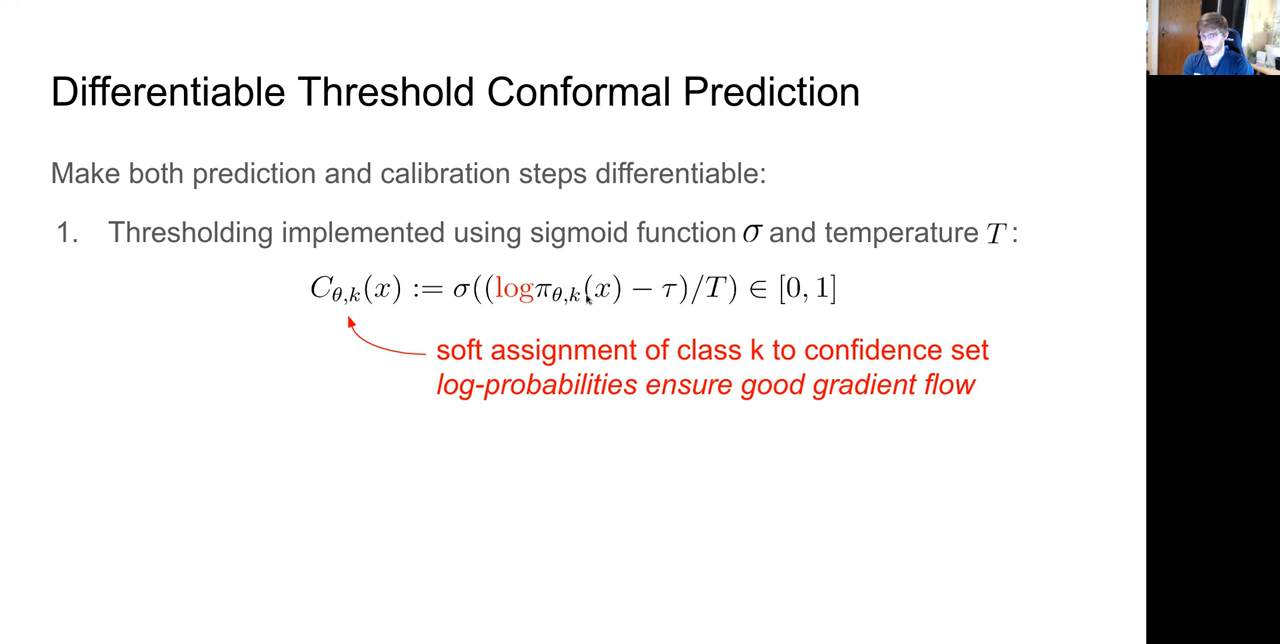 Differentiable Threshold Conformal Prediction
Make both prediction and calibration steps differentiable:
1. Thresholding implemented using sigmoid function σ and temperature T:
C_{θ,k}(x) := σ((log π_{θ,k}(x) − τ)/T) ∈ [0, 1]
soft assignment of class k to confidence set
log-probabilities ensure good gradient flow